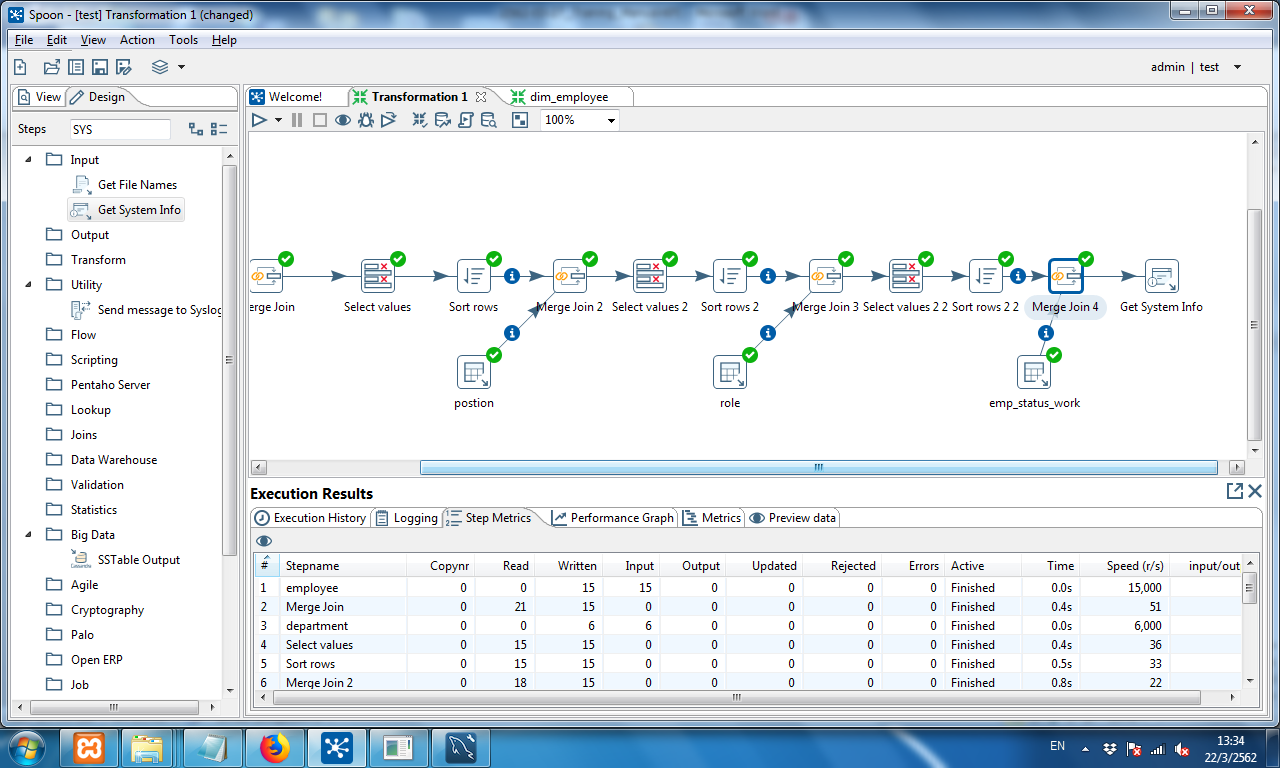 Spoon - [test] Transformation 1 (changed)
File Edit View Action Tools Help
admin | test
View Design
Steps SYS
Input
Get File Names
Get System Info
Output
Transform
Utility
Send message to Syslog
Flow
Scripting
Pentaho Server
Lookup
Joins
Data Warehouse
Validation
Statistics
Big Data
SSTable Output
Agile
Cryptography
Palo
Open ERP
Job
Welcome! Transformation 1 dim_employee
100%
erge Join Select values Sort rows Merge Join 2 Select values 2 Sort rows 2 Merge Join 3 Select values 2 2 Sort rows 2 2 Merge Join 4 Get System Info
postion role emp_status_work
Execution Results
Execution History Logging Step Metrics Performance Graph Metrics Preview data
# Stepname Copynr Read Written Input Output Updated Rejected Errors Active Time Speed (r/s) input/out
1 employee 0 0 15 15 0 0 0 0 Finished 0.0s 15,000
2 Merge Join 0 21 15 0 0 0 0 0 Finished 0.4s 51
3 department 0 0 6 6 0 0 0 0 Finished 0.0s 6,000
4 Select values 0 15 15 0 0 0 0 0 Finished 0.4s 36
5 Sort rows 0 15 15 0 0 0 0 0 Finished 0.5s 33
6 Merge Join 2 0 18 15 0 0 0 0 0 Finished 0.8s 22
EN
13:34
22/3/2562